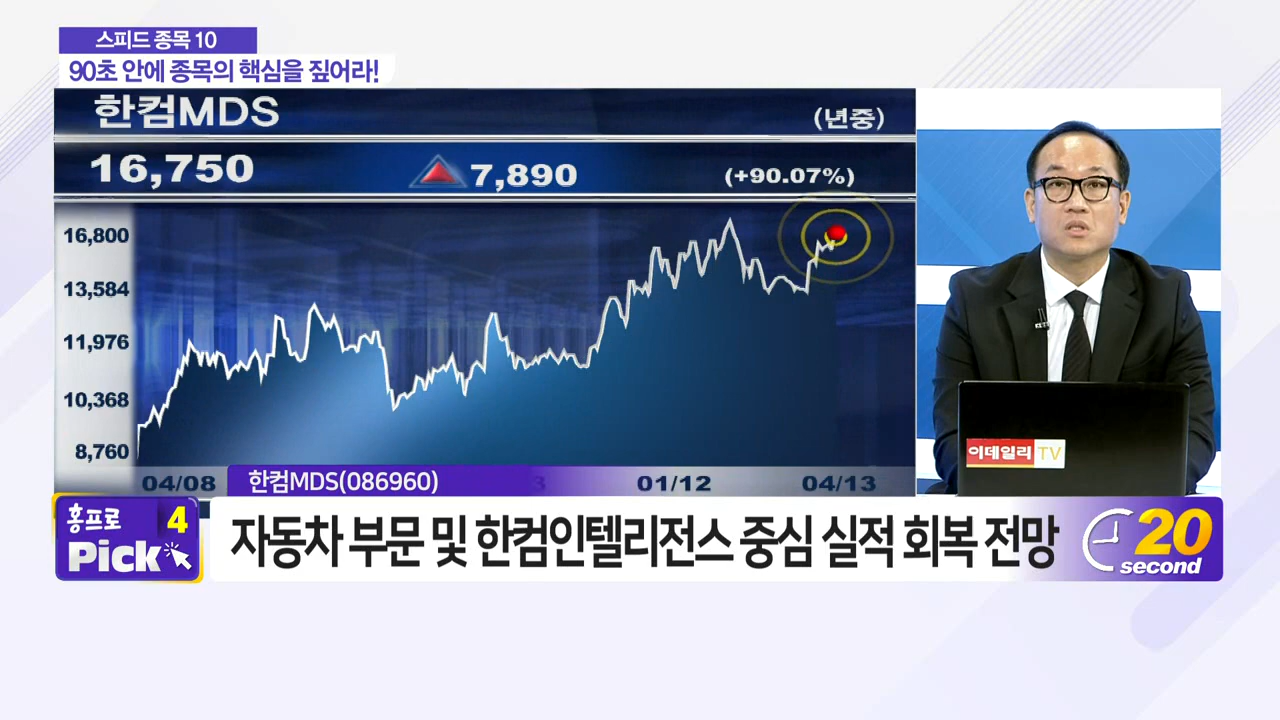 스피드 종목 10
90초 안에 종목의 핵심을 짚어라!
한컴MDS
(년중)
16,750
7,890
(+90.07%)
16,800
13,584
11,976
10,368
8,760
04/08
01/12
04/13
한컴MDS(086960)
이데일리TV
홍프로
4
Pick
자동차 부문 및 한컴인텔리전스 중심 실적 회복 전망
20
second